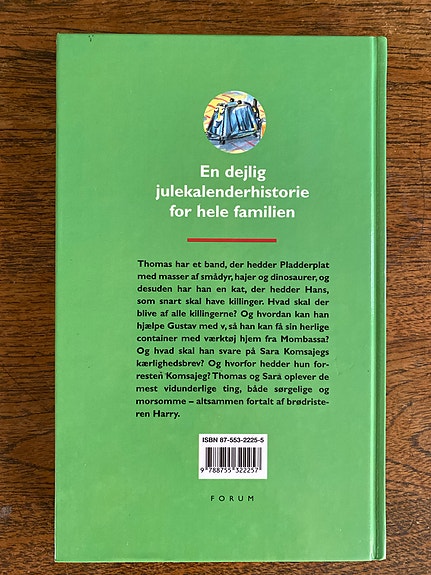 En dejlig
julekalenderhistorie
for hele familien
Thomas har et band, der hedder Pladderplat
med masser af smådyr, hajer og dinosaurer, og
desuden har han en kat, der hedder Hans,
som snart skal have killinger. Hvad skal der
blive af alle killingerne? Og hvordan kan han
hjælpe Gustav med v, så han kan få sin herlige
container med værktøj hjem fra Mombassa?
Og hvad skal han svare på Sara Komsajegs
kærlighedsbrev? Og hvorfor hedder hun for-
resten Komsajeg? Thomas og Sara oplever de
mest vidunderlige ting, både sørgelige og
morsomme – altsammen fortalt af brødriste-
ren Harry.
ISBN 87-553-2225-5
9 788755 322257
FORUM